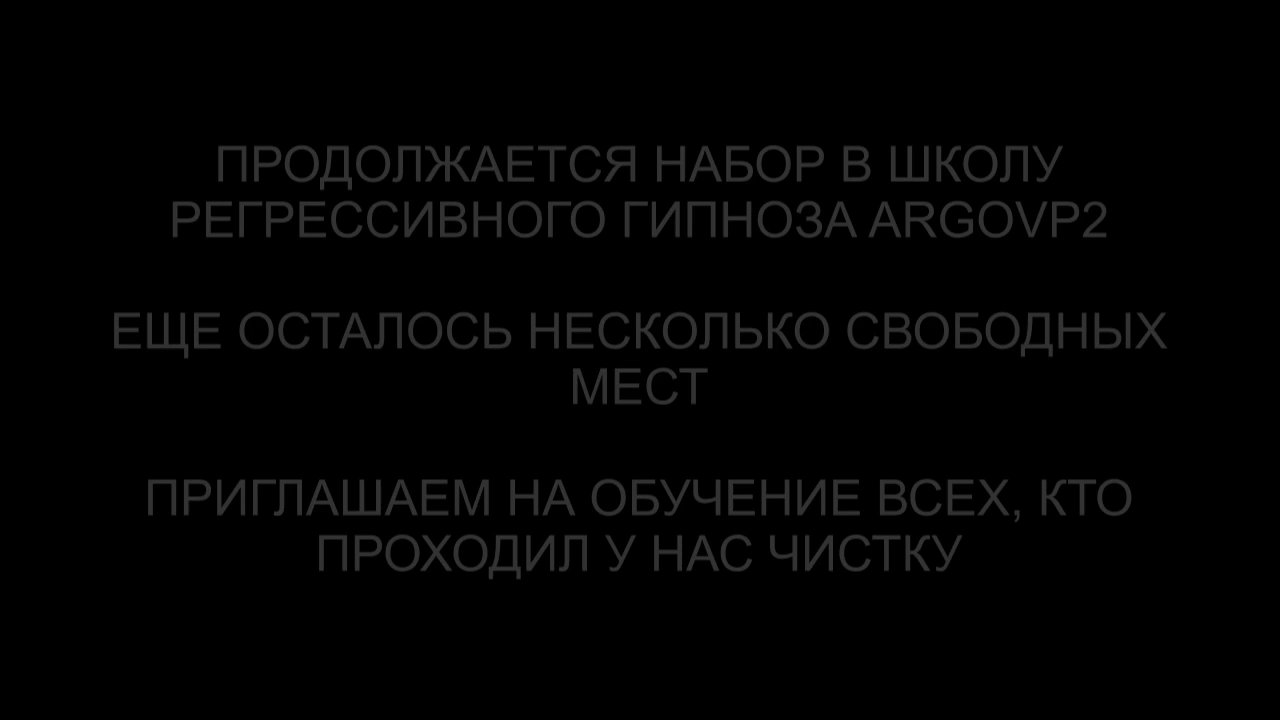 ПРОДОЛЖАЕТСЯ НАБОР В ШКОЛУ
РЕГРЕССИВНОГО ГИПНОЗА ARGOVP2
ЕЩЕ ОСТАЛОСЬ НЕСКОЛЬКО СВОБОДНЫХ
МЕСТ
ПРИГЛАШАЕМ НА ОБУЧЕНИЕ ВСЕХ, КТО
ПРОХОДИЛ У НАС ЧИСТКУ